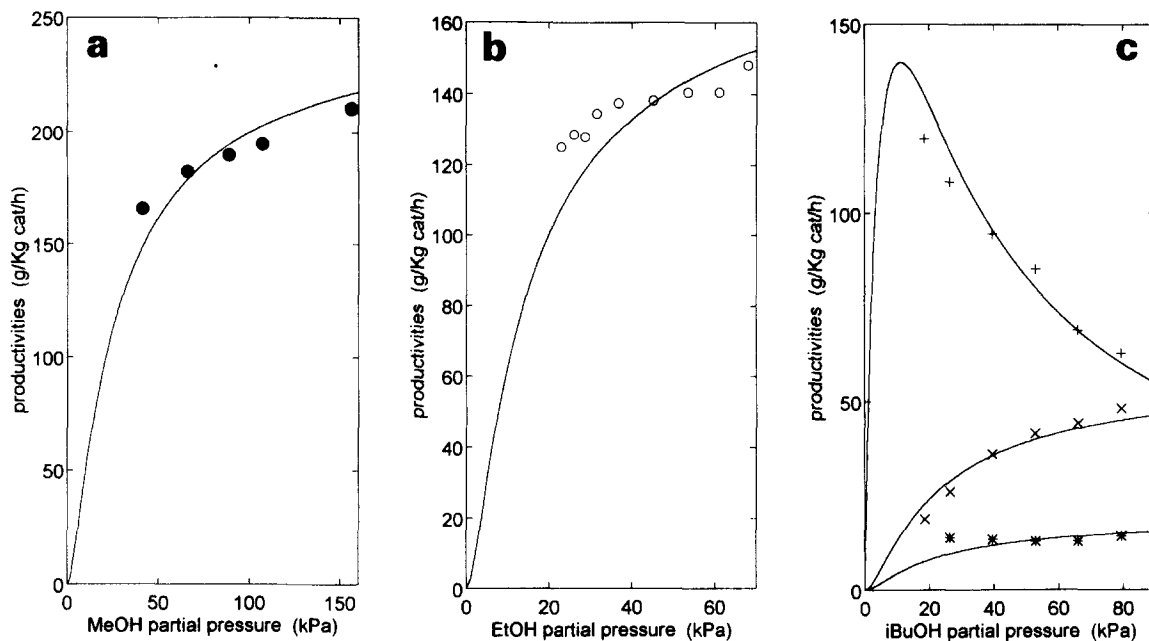 a
productivities (g/Kg cat/h)
250
200
150
100
50
0
0 50 100 150
MeOH partial pressure (kPa)
b
productivities (g/Kg cat/h)
160
140
120
100
80
60
40
20
0
0 20 40 60
EtOH partial pressure (kPa)
c
productivities (g/Kg cat/h)
150
100
50
0
20 40 60 80
iBuOH partial pressure (kPa)